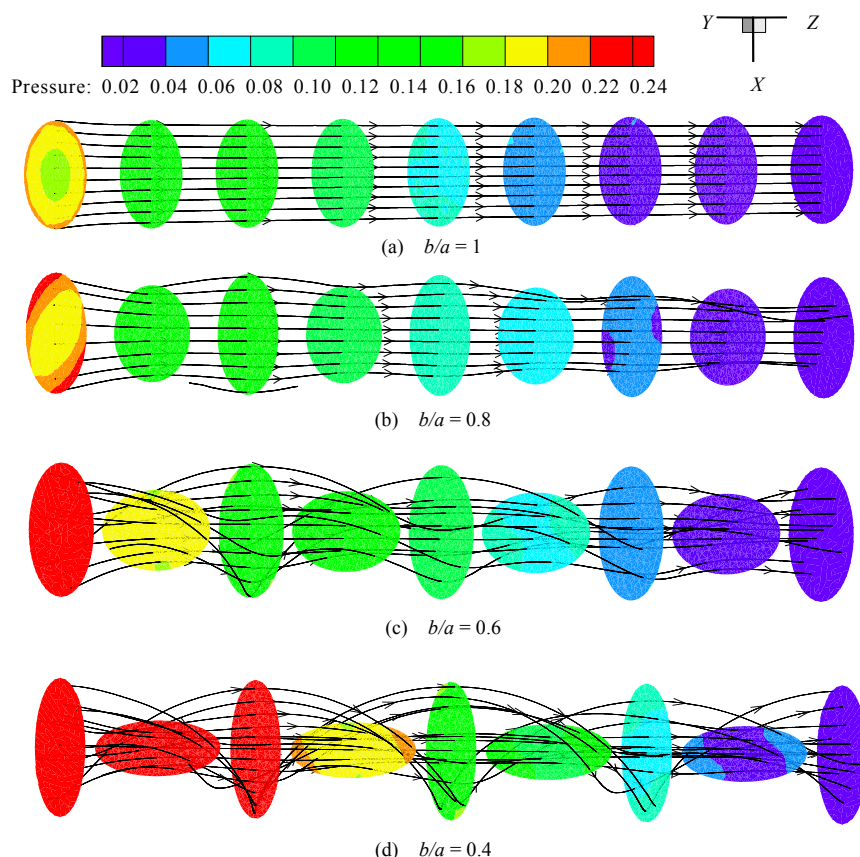 Y Z
Pressure: 0.02 0.04 0.06 0.08 0.10 0.12 0.14 0.16 0.18 0.20 0.22 0.24
X
(a) b/a = 1
(b) b/a = 0.8
(c) b/a = 0.6
(d) b/a = 0.4